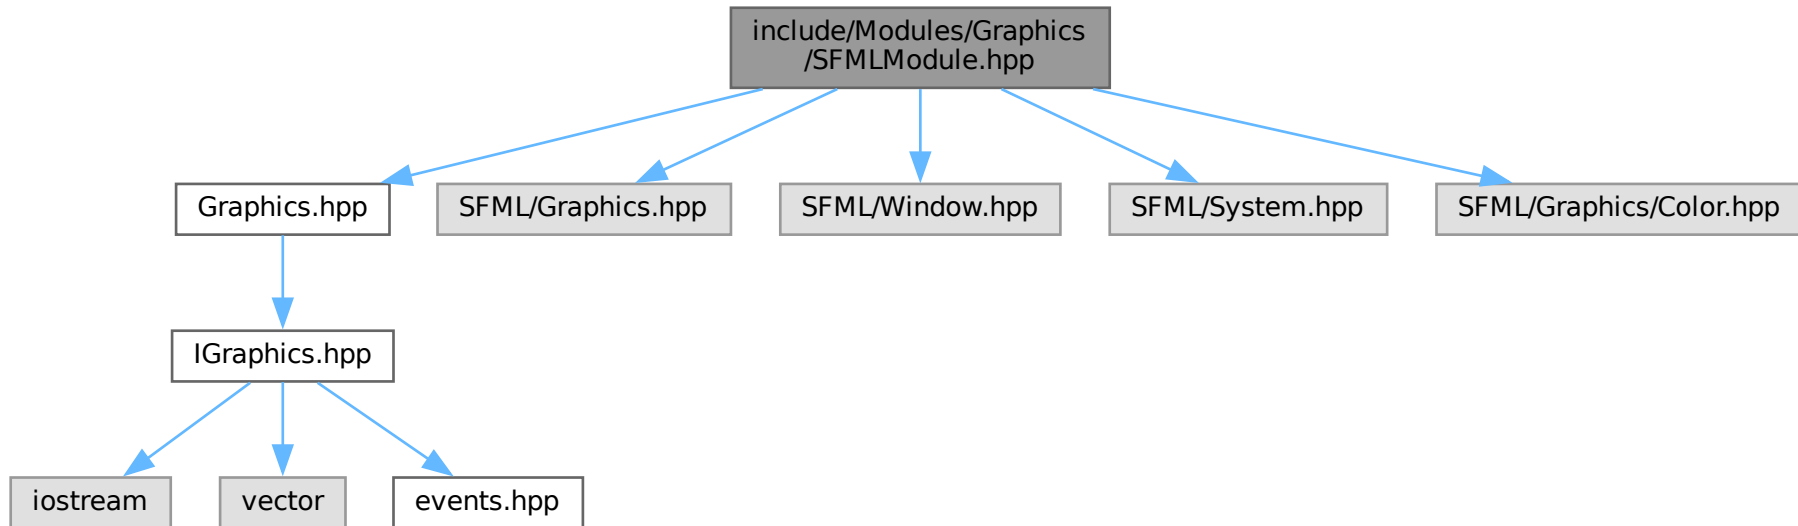 include/Modules/Graphics
/SFMLModule.hpp
Graphics.hpp
SFML/Graphics.hpp
SFML/Window.hpp
SFML/System.hpp
SFML/Graphics/Color.hpp
IGraphics.hpp
iostream
vector
events.hpp